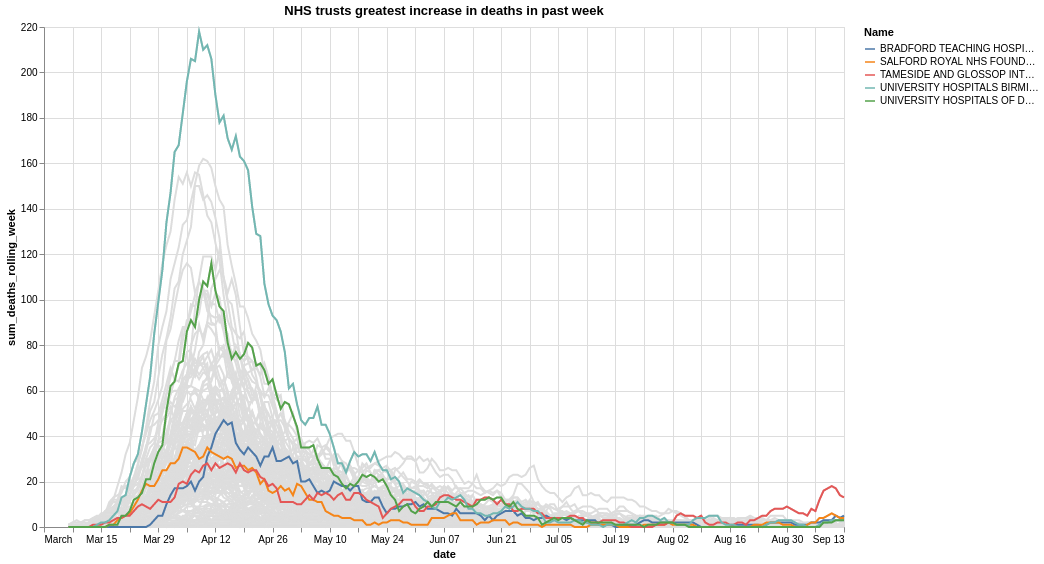 NHS trusts greatest increase in deaths in past week
220
200
180
160
140
120
100
80
60
40
20
0
sum_deaths_rolling_week
March
Mar 15
Mar 29
Apr 12
Apr 26
May 10
May 24
Jun 07
Jun 21
Jul 05
Jul 19
Aug 02
Aug 16
Aug 30
Sep 13
date
Name
BRADFORD TEACHING HOSPI…
SALFORD ROYAL NHS FOUND…
TAMESIDE AND GLOSSOP INT…
UNIVERSITY HOSPITALS BIRMI…
UNIVERSITY HOSPITALS OF D…